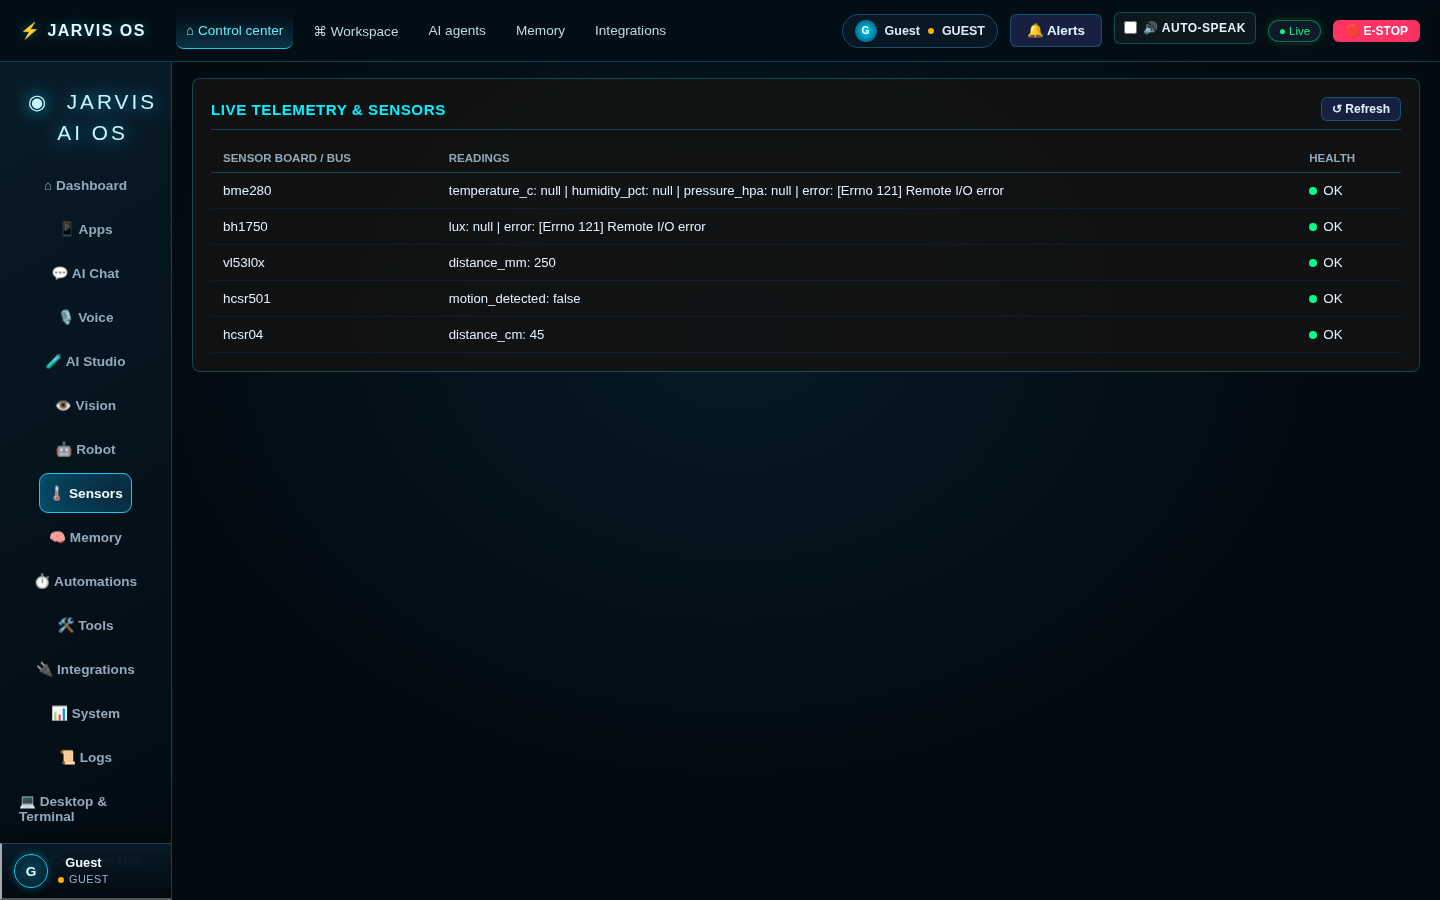 ⚡ JARVIS OS
⌂ Control center
⌘ Workspace
AI agents
Memory
Integrations
G Guest GUEST
🔔 Alerts
🔊 AUTO-SPEAK
● Live
🛑 E-STOP
◉ JARVIS
AI OS
⌂ Dashboard
📱 Apps
💬 AI Chat
🎙️ Voice
🧪 AI Studio
👁️ Vision
🤖 Robot
🌡️ Sensors
🧠 Memory
⏱️ Automations
🛠️ Tools
🔌 Integrations
📊 System
📜 Logs
💻 Desktop &
Terminal
G Guest
GUEST
LIVE TELEMETRY & SENSORS
↺ Refresh
SENSOR BOARD / BUS READINGS HEALTH
bme280 temperature_c: null | humidity_pct: null | pressure_hpa: null | error: [Errno 121] Remote I/O error OK
bh1750 lux: null | error: [Errno 121] Remote I/O error OK
vl53l0x distance_mm: 250 OK
hcsr501 motion_detected: false OK
hcsr04 distance_cm: 45 OK